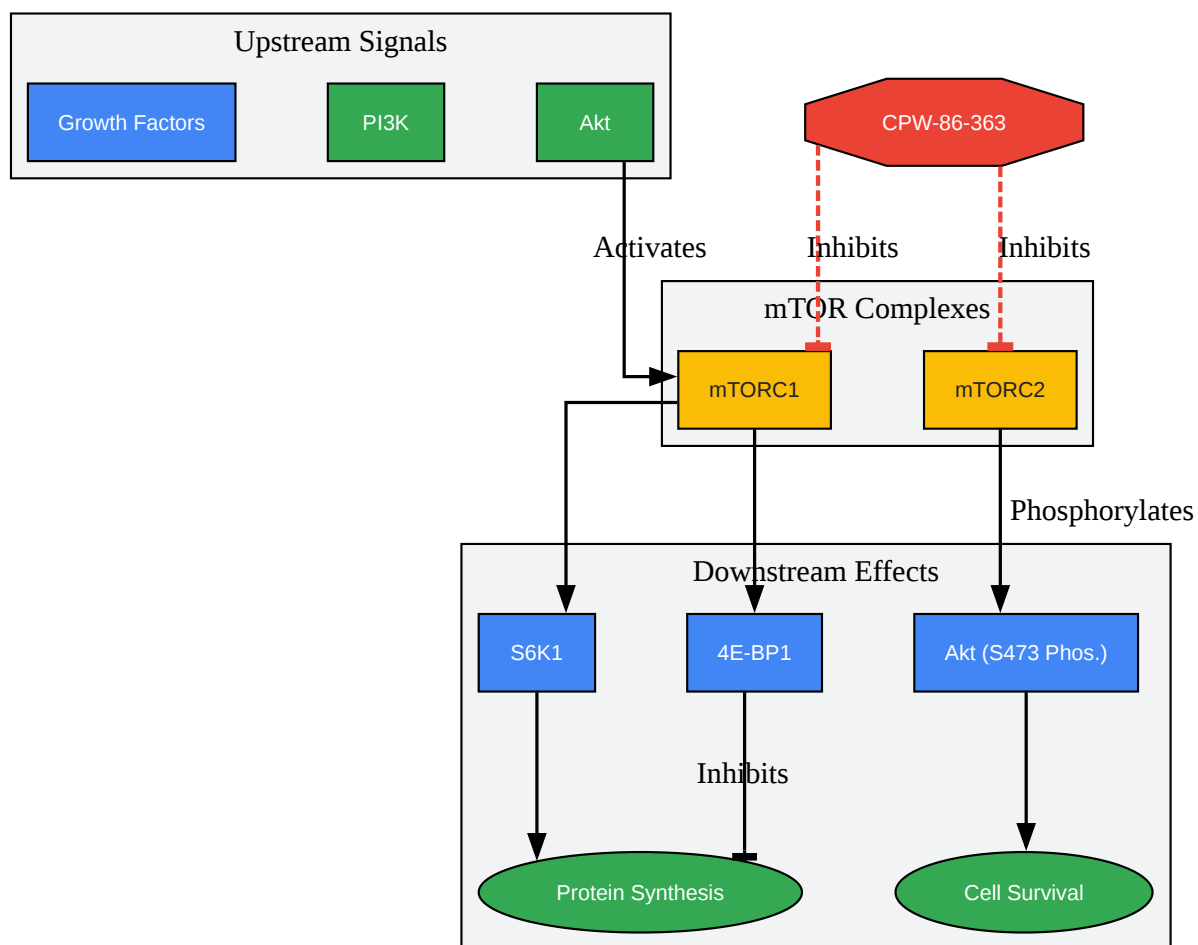 Upstream Signals
Growth Factors
PI3K
Akt
CPW-86-363
Activates
Inhibits
Inhibits
mTOR Complexes
mTORC1
mTORC2
Phosphorylates
Downstream Effects
S6K1
4E-BP1
Akt (S473 Phos.)
Inhibits
Protein Synthesis
Cell Survival